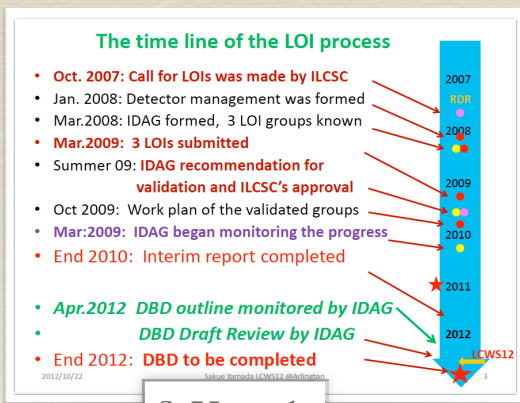 The time line of the LOI process
• Oct. 2007: Call for LOIs was made by ILCSC
• Jan. 2008: Detector management was formed
• Mar.2008: IDAG formed, 3 LOI groups known
• Mar.2009: 3 LOIs submitted
• Summer 09: IDAG recommendation for
validation and ILCSC's approval
• Oct 2009: Work plan of the validated groups
• Mar:2009: IDAG began monitoring the progress
• End 2010: Interim report completed
• Apr.2012 DBD outline monitored by IDAG
• DBD Draft Review by IDAG
• End 2012: DBD to be completed
2007
RDR
2008
2009
2010
2011
2012
LCWS12
2012/10/22
Sakue Yamada LCWS12 @Arlington
3